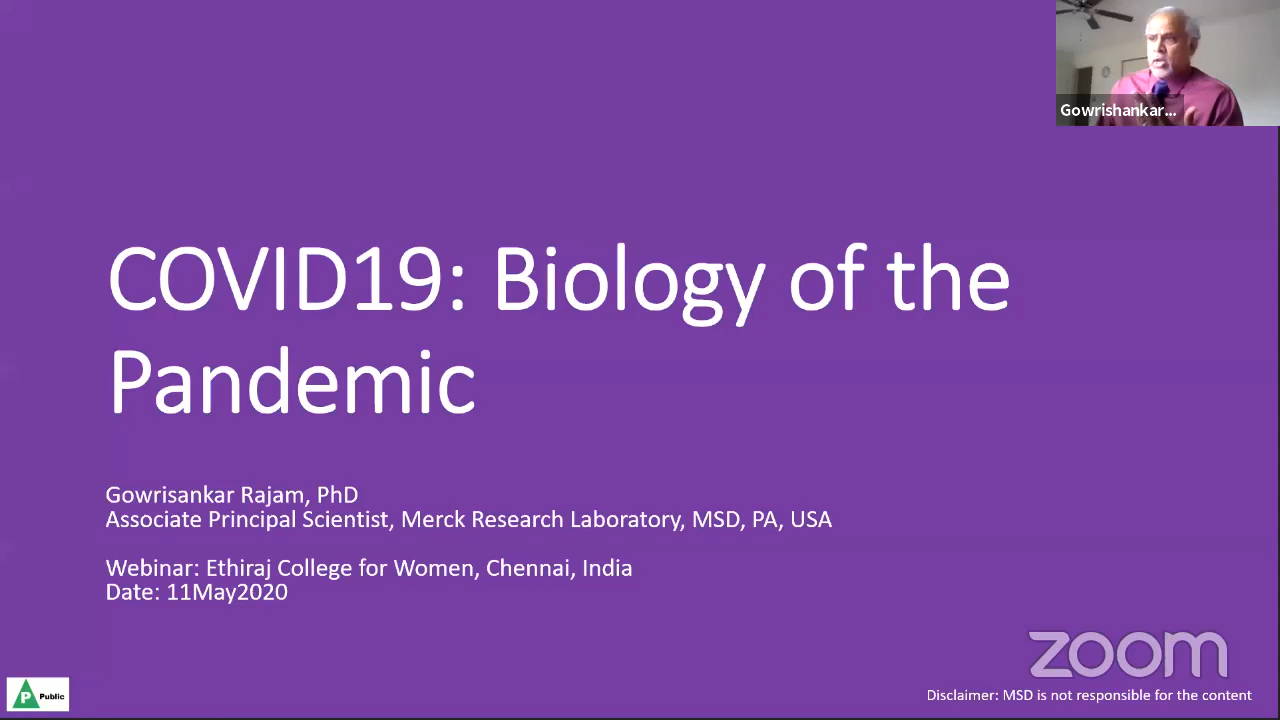 Gowrishankar...
COVID19: Biology of the
Pandemic
Gowrisankar Rajam, PhD
Associate Principal Scientist, Merck Research Laboratory, MSD, PA, USA
Webinar: Ethiraj College for Women, Chennai, India
Date: 11May2020
zoom
P Public
Disclaimer: MSD is not responsible for the content